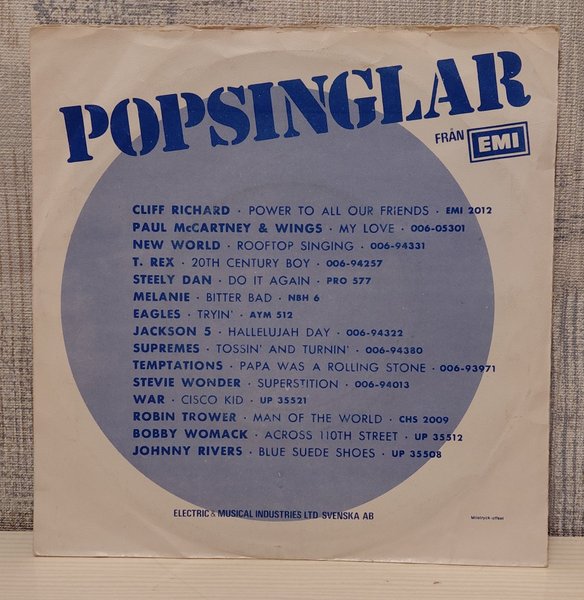 POPSINGLAR
FRÅN EMI
CLIFF RICHARD · POWER TO ALL OUR FRIENDS · EMI 2012
PAUL McCARTNEY & WINGS · MY LOVE · 006-05301
NEW WORLD · ROOFTOP SINGING · 006-94331
T. REX · 20TH CENTURY BOY · 006-94257
STEELY DAN · DO IT AGAIN · PRO 577
MELANIE · BITTER BAD · NBH 6
EAGLES · TRYIN' · AYM 512
JACKSON 5 · HALLELUJAH DAY · 006-94322
SUPREMES · TOSSIN' AND TURNIN' · 006-94380
TEMPTATIONS · PAPA WAS A ROLLING STONE · 006-93971
STEVIE WONDER · SUPERSTITION · 006-94013
WAR · CISCO KID · UP 35521
ROBIN TROWER · MAN OF THE WORLD · CHS 2009
BOBBY WOMACK · ACROSS 110TH STREET · UP 35512
JOHNNY RIVERS · BLUE SUEDE SHOES · UP 35508
ELECTRIC & MUSICAL INDUSTRIES LTD SVENSKA AB